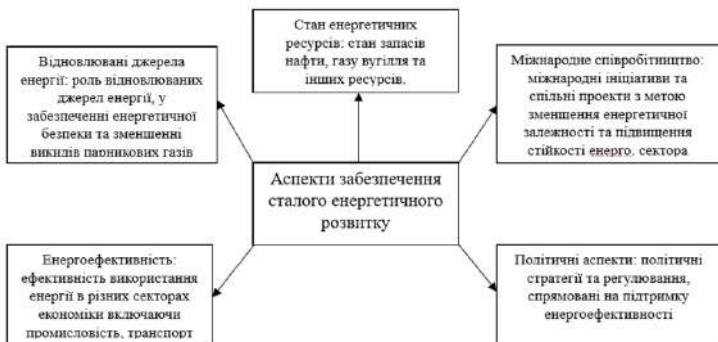 Стан енергетичних
ресурсів: стан запасів
нафти, газу вугілля та
інших ресурсів.
Відновлювані джерела
енергії: роль відновлюваних
джерел енергії, у
забезпеченні енергетичної
безпеки та зменшенні
викидів парникових газів
Міжнародне співробітництво:
міжнародні ініціативи та
спільні проекти з метою
зменшення енергетичної
залежності та підвищення
стійкості енерго. сектора
Аспекти забезпечення
сталого енергетичного
розвитку
Енергоефективність:
ефективність використання
енергії в різних секторах
економіки включаючи
промисловість, транспорт
Політичні аспекти: політичні
стратегії та регулювання,
спрямовані на підтримку
енергоефективності